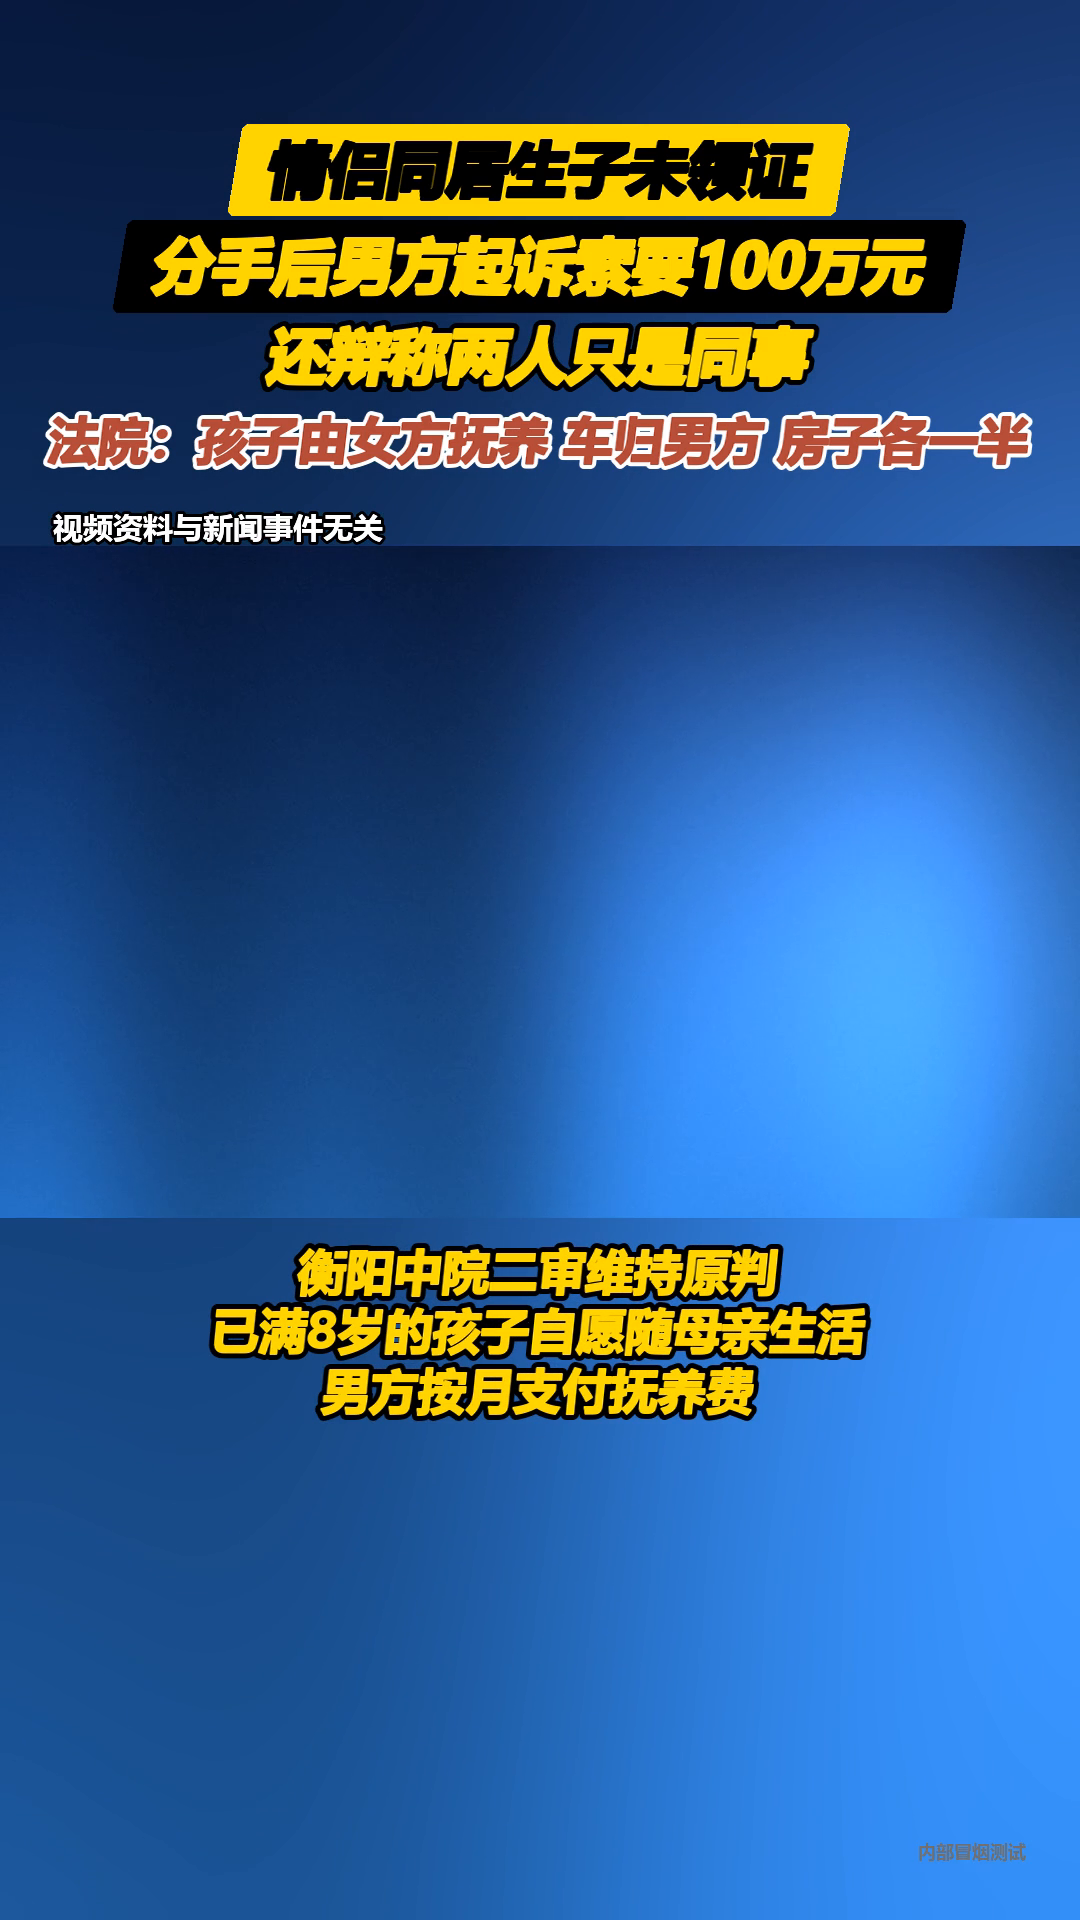 情侣同居生子未领证
分手后男方起诉索要100万元
还辩称两人只是同事
法院：孩子由女方抚养 车归男方 房子各一半
视频资料与新闻事件无关
衡阳中院二审维持原判
已满8岁的孩子自愿随母亲生活
男方按月支付抚养费
内部冒烟测试